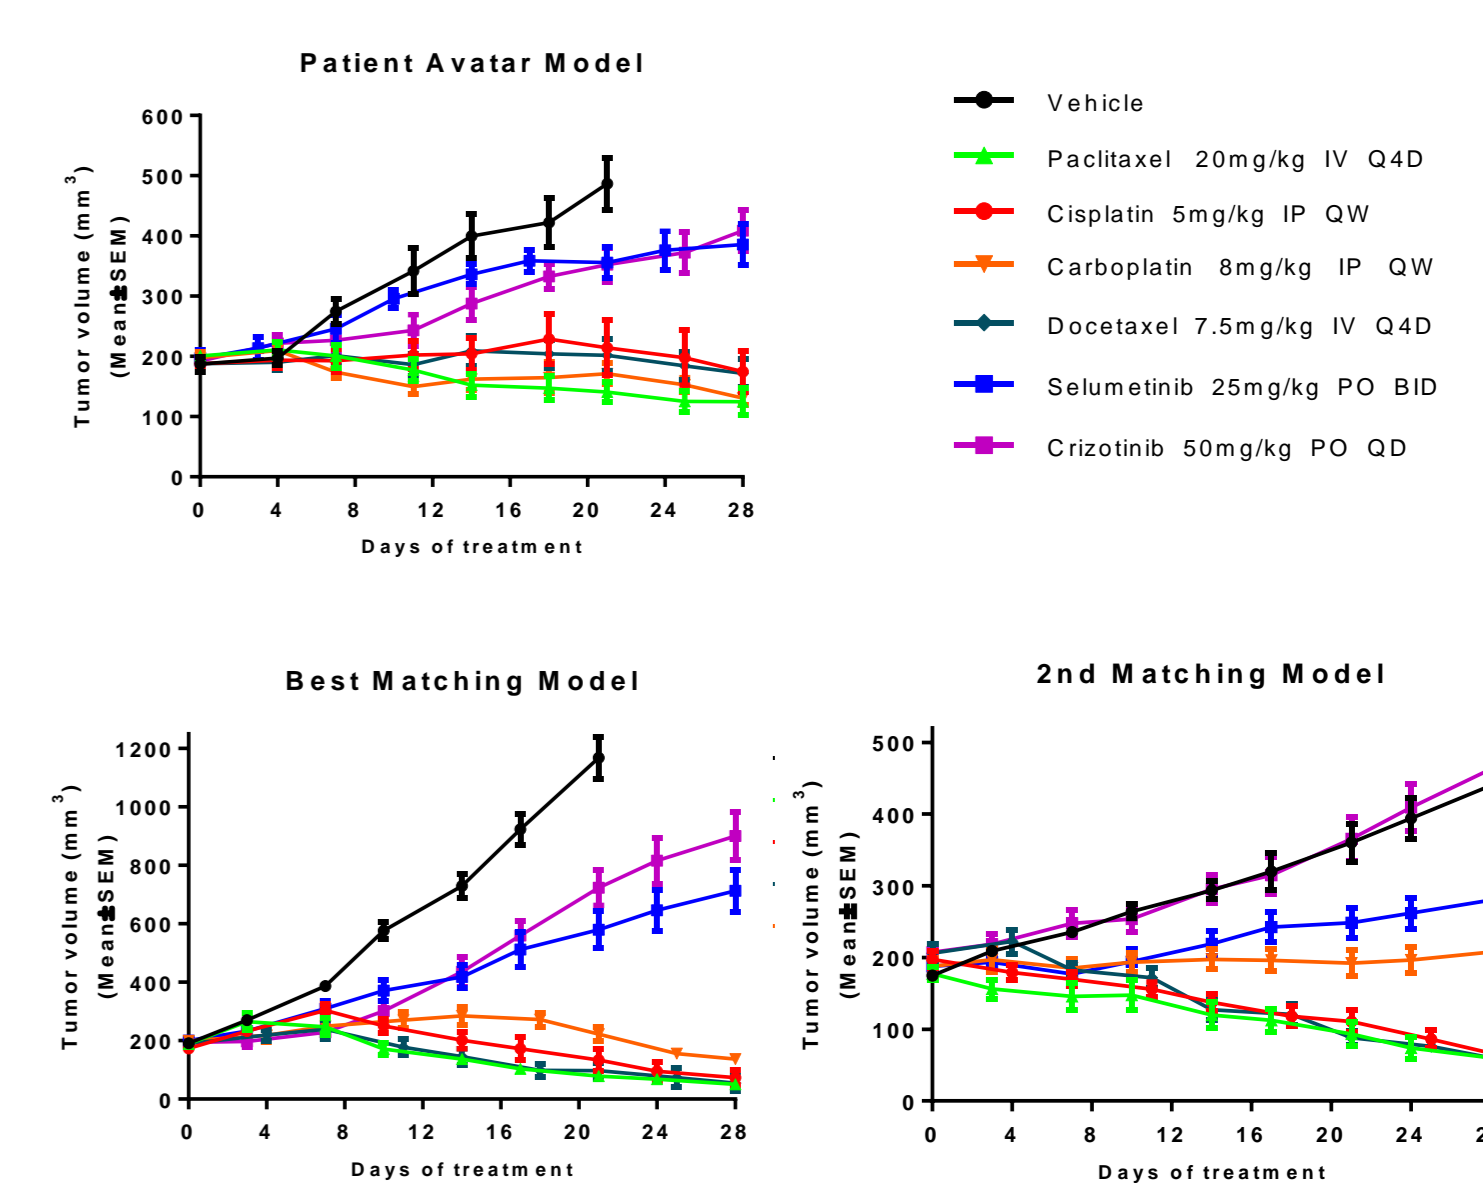 Patient Avatar Model
Tumor volume (mm³)
(Mean±SEM)
600
500
400
300
200
100
0
0 4 8 12 16 20 24 28
Days of treatment
Vehicle
Paclitaxel 20mg/kg IV Q4D
Cisplatin 5mg/kg IP QW
Carboplatin 8mg/kg IP QW
Docetaxel 7.5mg/kg IV Q4D
Selumetinib 25mg/kg PO BID
Crizotinib 50mg/kg PO QD
Best Matching Model
Tumor volume (mm³)
(Mean±SEM)
1200
1000
800
600
400
200
0
0 4 8 12 16 20 24 28
Days of treatment
2nd Matching Model
Tumor volume (mm³)
(Mean±SEM)
500
400
300
200
100
0
0 4 8 12 16 20 24
Days of treatment